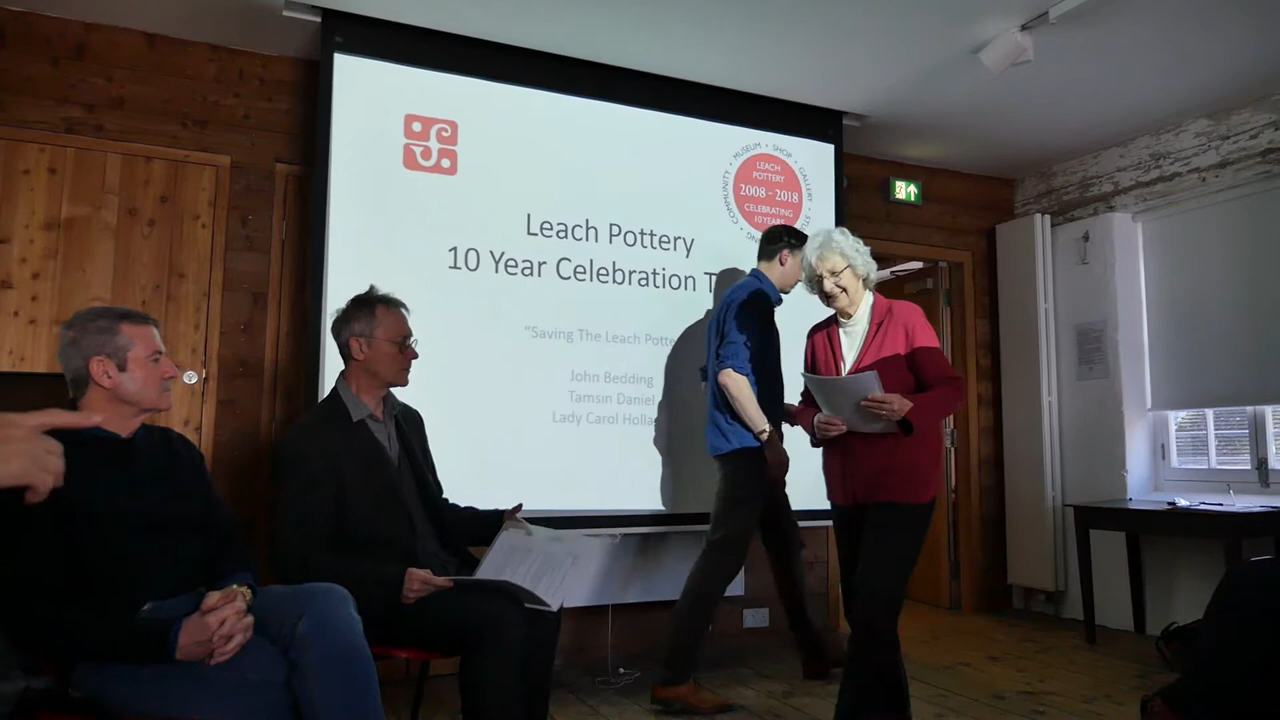 Leach Pottery
10 Year Celebration T
"Saving The Leach Potte
John Bedding
Tamsin Daniel
Lady Carol Holla
MUSEUM • SHOP • GALLERY •
COMMUNITY •
LEACH
POTTERY
2008 - 2018
CELEBRATING
10 YEARS